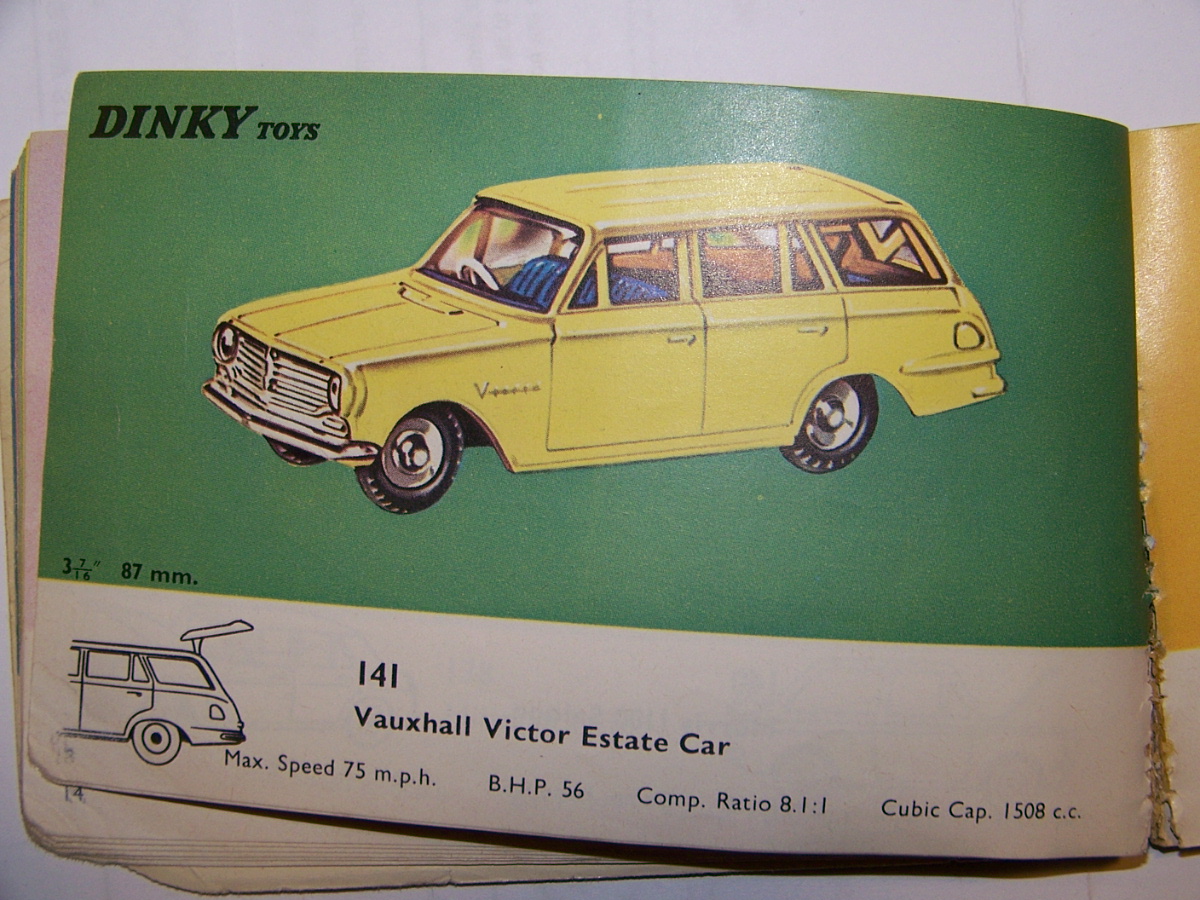 DINKY TOYS
Victor
3 7/16" 87 mm.
141
Vauxhall Victor Estate Car
Max. Speed 75 m.p.h. B.H.P. 56 Comp. Ratio 8.1:1 Cubic Cap. 1508 c.c.
14